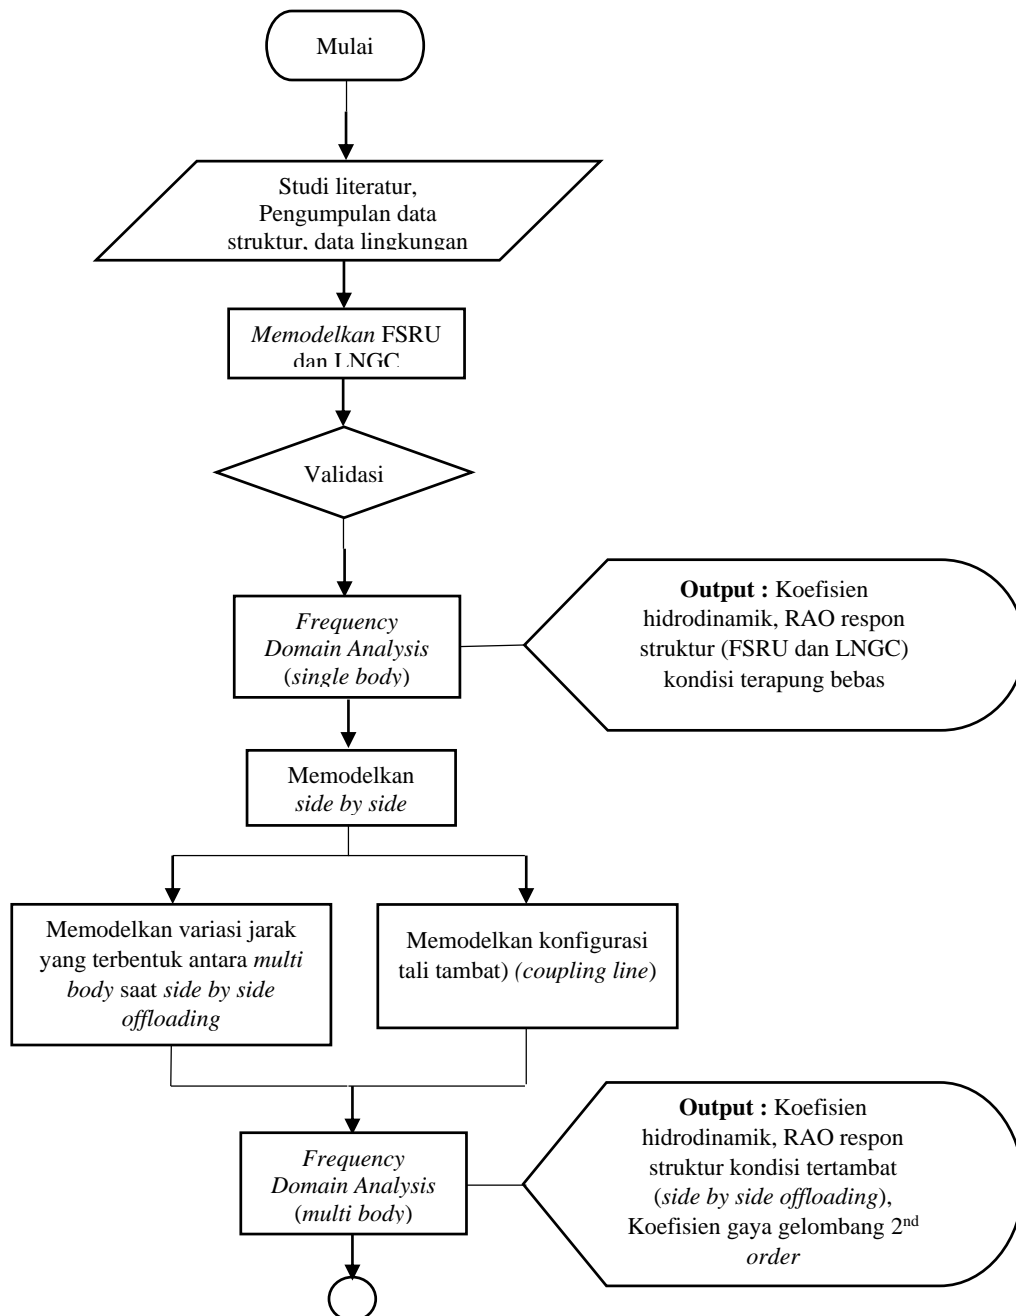 Mulai
Studi literatur,
Pengumpulan data
struktur, data lingkungan
Memodelkan FSRU
dan LNGC
Validasi
Frequency
Domain Analysis
(single body)
Output : Koefisien
hidrodinamik, RAO respon
struktur (FSRU dan LNGC)
kondisi terapung bebas
Memodelkan
side by side
Memodelkan variasi jarak
yang terbentuk antara multi
body saat side by side
offloading
Memodelkan konfigurasi
tali tambat) (coupling line)
Frequency
Domain Analysis
(multi body)
Output : Koefisien
hidrodinamik, RAO respon
struktur kondisi tertambat
(side by side offloading),
Koefisien gaya gelombang 2nd
order